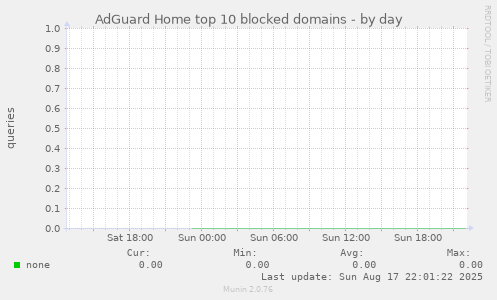 AdGuard Home top 10 blocked domains - by day
RRDTOOL / TOBI OETIKER
queries
1.0
0.9
0.8
0.7
0.6
0.5
0.4
0.3
0.2
0.1
0.0
Sat 18:00 Sun 00:00 Sun 06:00 Sun 12:00 Sun 18:00
Cur: Min: Avg: Max:
none 0.00 0.00 0.00 0.00
Last update: Sun Aug 17 22:01:22 2025
Munin 2.0.76